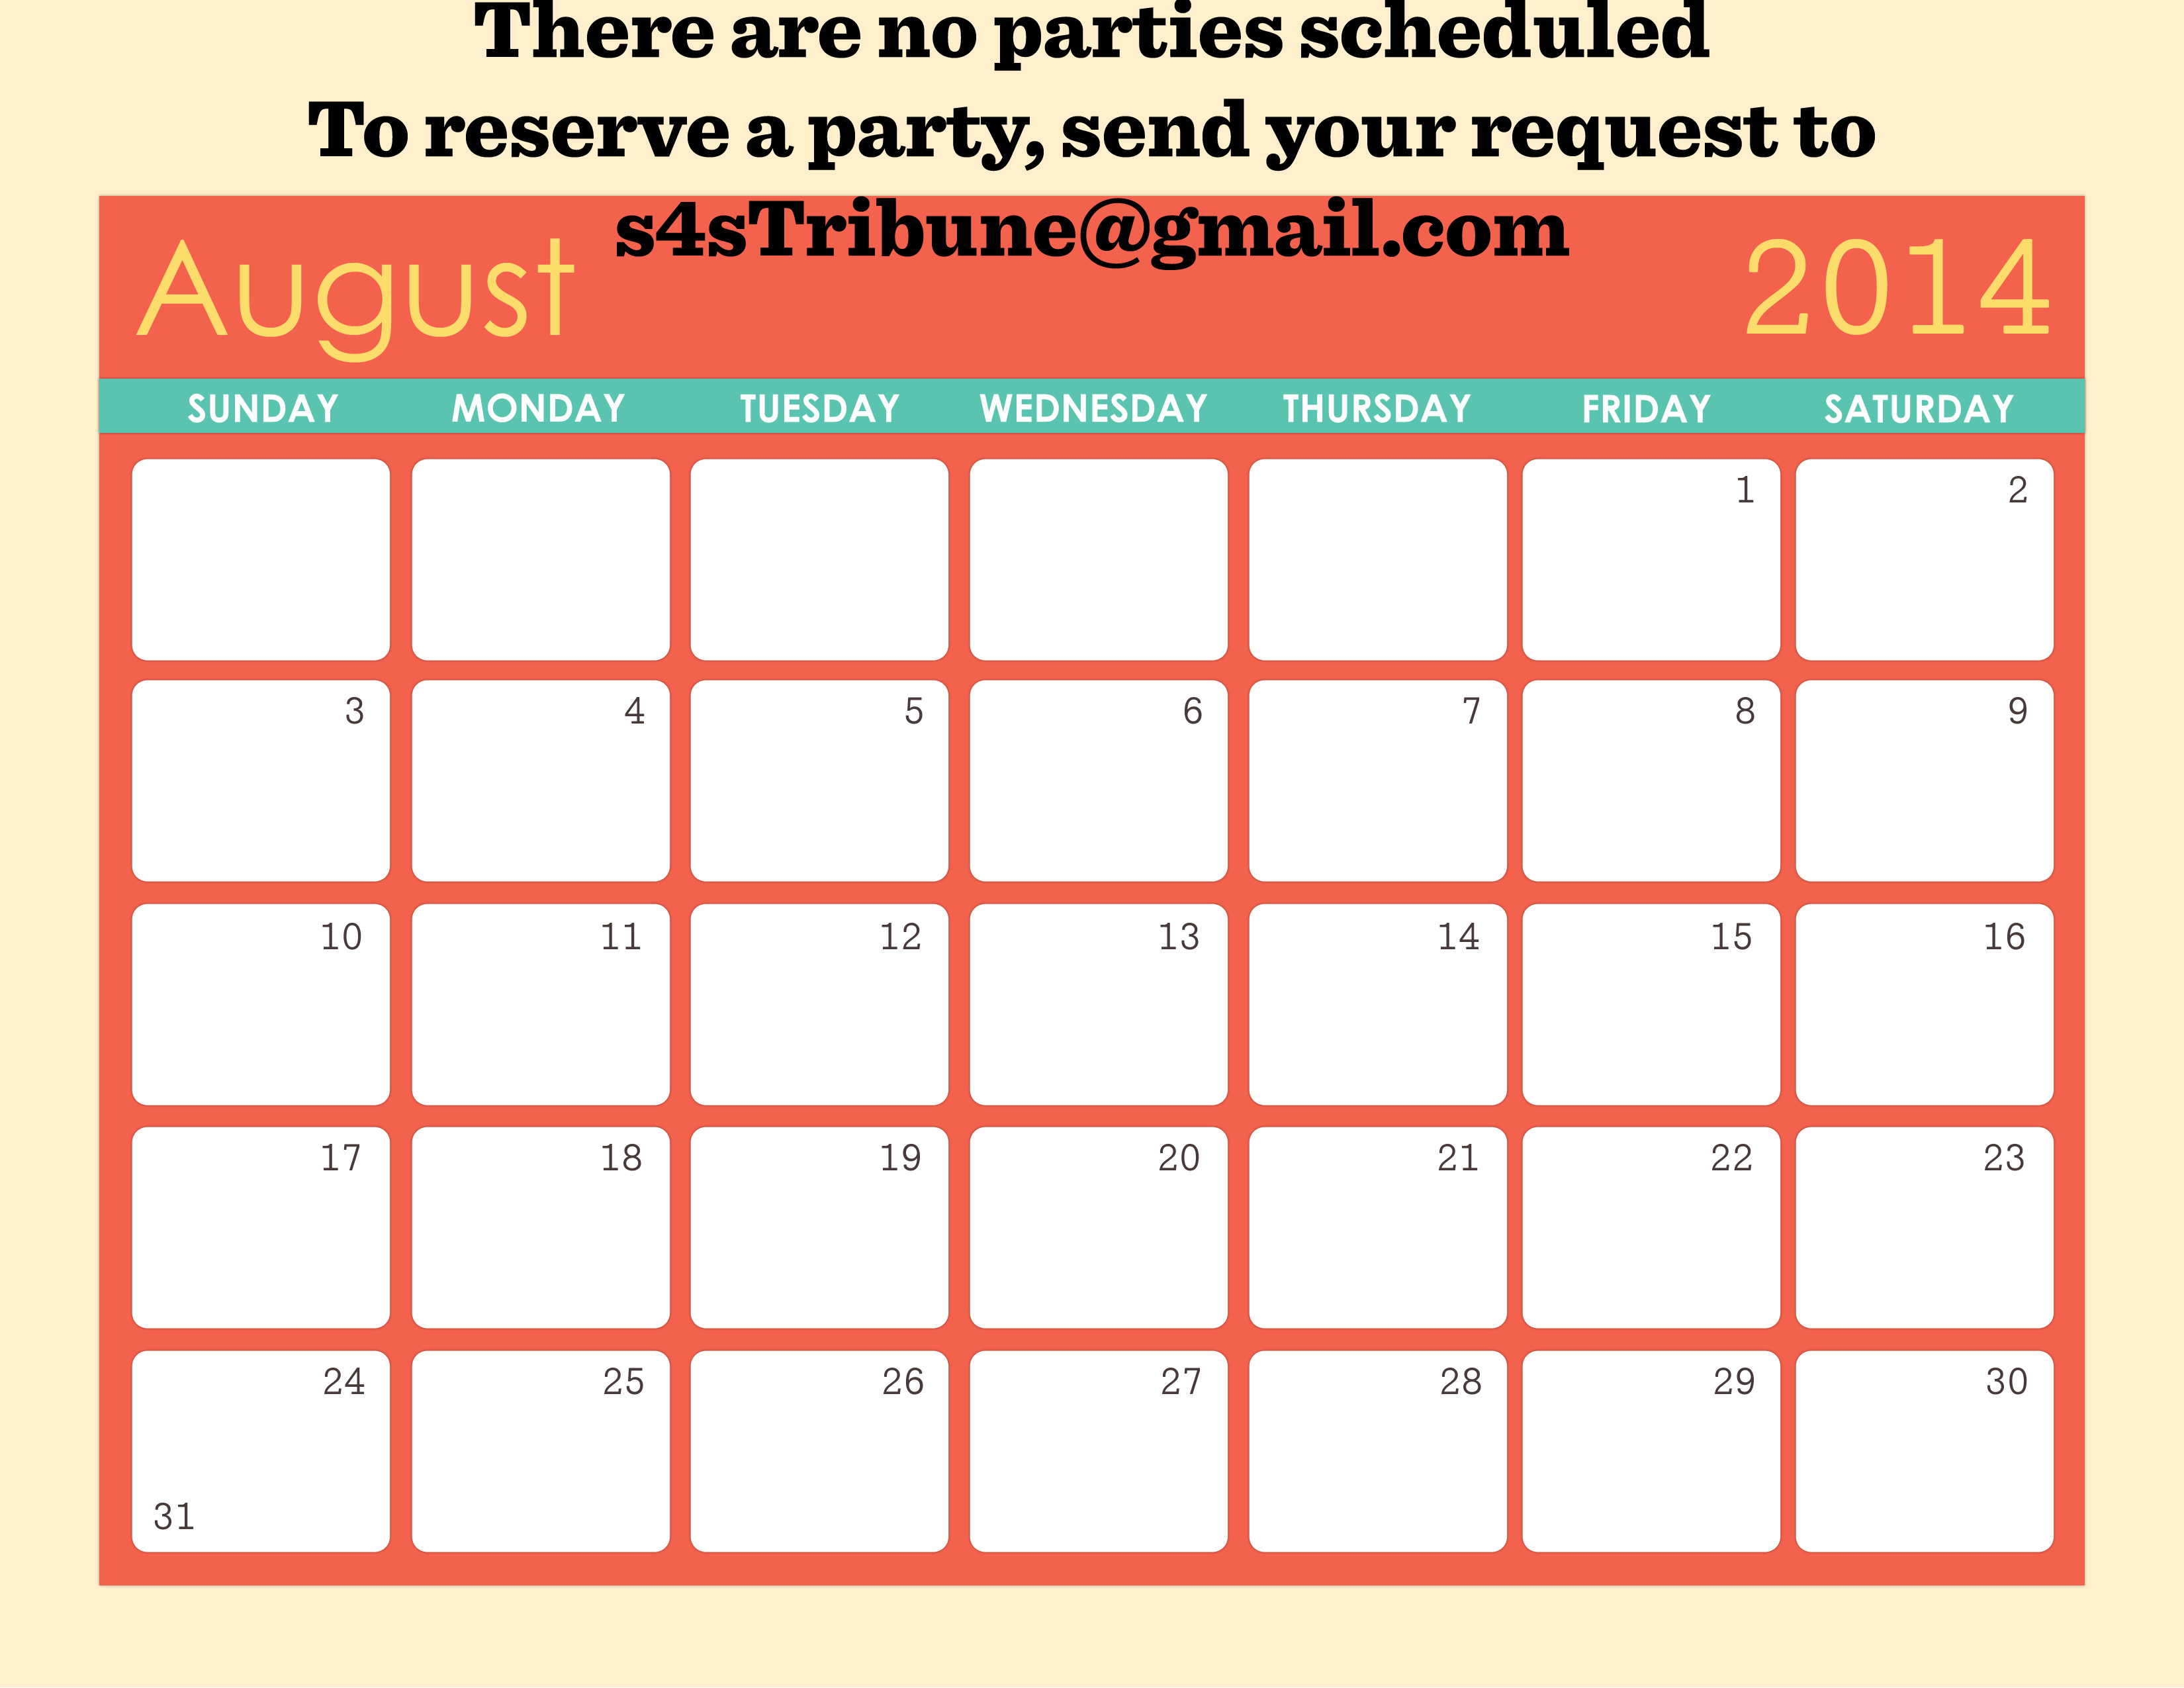 There are no parties scheduled
To reserve a party, send your request to
s4sTribune@gmail.com
August 2014
SUNDAY MONDAY TUESDAY WEDNESDAY THURSDAY FRIDAY SATURDAY
1 2
3 4 5 6 7 8 9
10 11 12 13 14 15 16
17 18 19 20 21 22 23
24 25 26 27 28 29 30
31